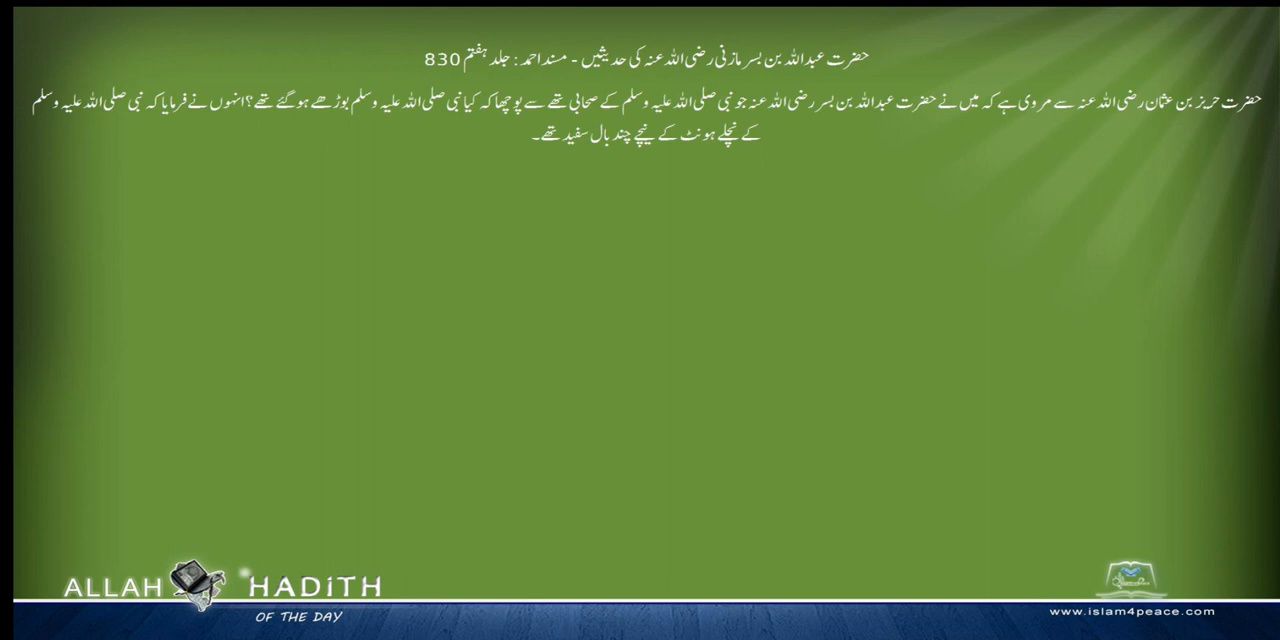 حضرت عبداللہ بن بسر مازنی رضی اللہ عنہ کی حدیثیں - مسند احمد : جلد ہفتم 830
حضرت حریز بن عثمان رضی اللہ عنہ سے مروی ہے کہ میں نے حضرت عبداللہ بن بسر رضی اللہ عنہ جو نبی صلی اللہ علیہ وسلم کے صحابی تھے سے پوچھا کہ کیا نبی صلی اللہ علیہ وسلم بوڑھے ہو گئے تھے؟ انہوں نے فرمایا کہ نبی صلی اللہ علیہ وسلم
کے نچلے ہونٹ کے نیچے چند بال سفید تھے۔
ALLAH HADITH
OF THE DAY
www.islam4peace.com